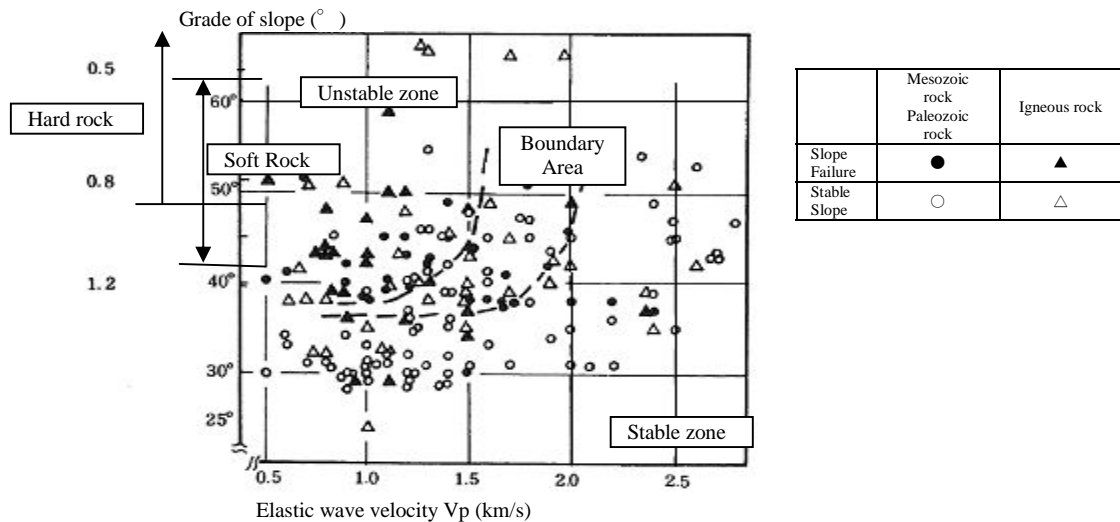 Grade of slope (° )
0.5
60°
Unstable zone
Hard rock
Soft Rock
Boundary
Area
0.8
50°
1.2
40°
30°
25°
Stable zone
0.5
1.0
1.5
2.0
2.5
Elastic wave velocity Vp (km/s)
Mesozoic
rock
Paleozoic
rock
Igneous rock
Slope
Failure
Stable
Slope